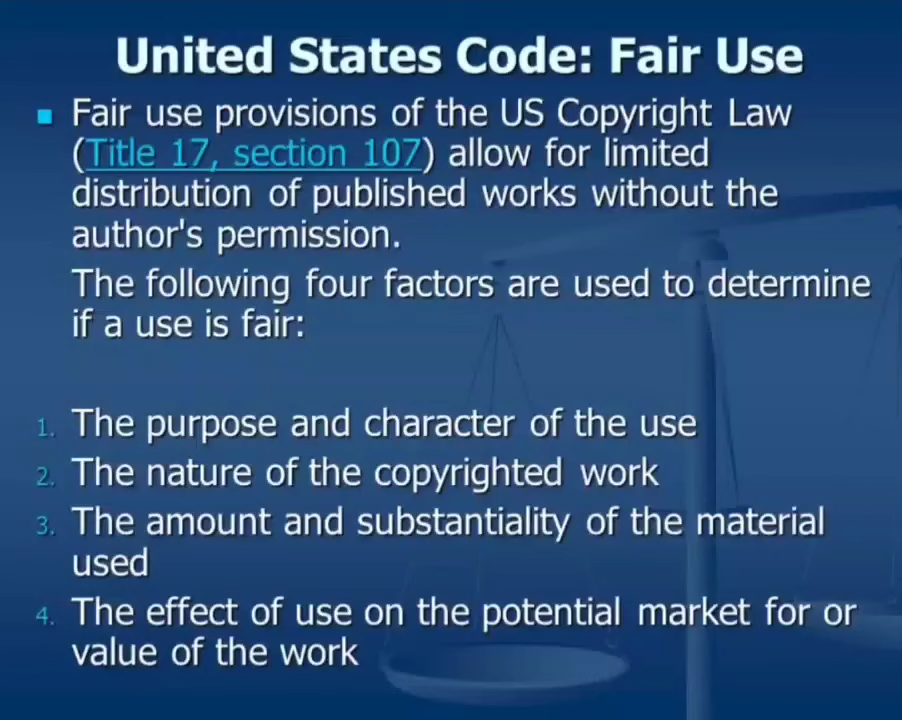 United States Code: Fair Use
Fair use provisions of the US Copyright Law
(Title 17, section 107) allow for limited
distribution of published works without the
author's permission.
The following four factors are used to determine
if a use is fair:
1. The purpose and character of the use
2. The nature of the copyrighted work
3. The amount and substantiality of the material
used
4. The effect of use on the potential market for or
value of the work